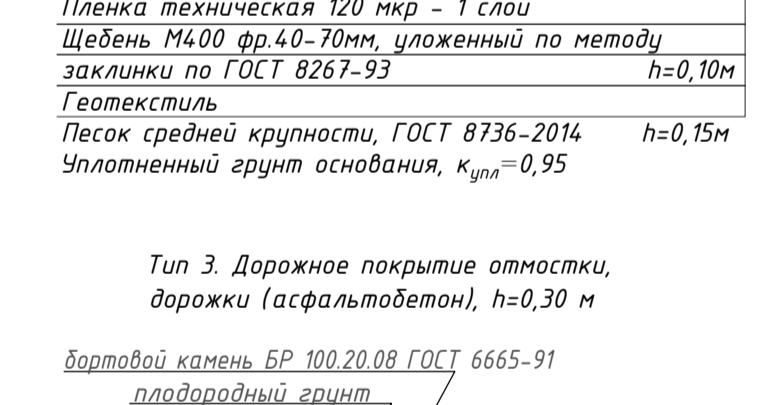 Пленка техническая 120 мкр - 1 слой
Щебень М400 фр.40-70мм, уложенный по методу
заклинки по ГОСТ 8267-93 h=0,10м
Геотекстиль
Песок средней крупности, ГОСТ 8736-2014 h=0,15м
Уплотненный грунт основания, купл=0,95
Тип 3. Дорожное покрытие отмостки,
дорожки (асфальтобетон), h=0,30 м
бортовой камень БР 100.20.08 ГОСТ 6665-91
плодородный грунт